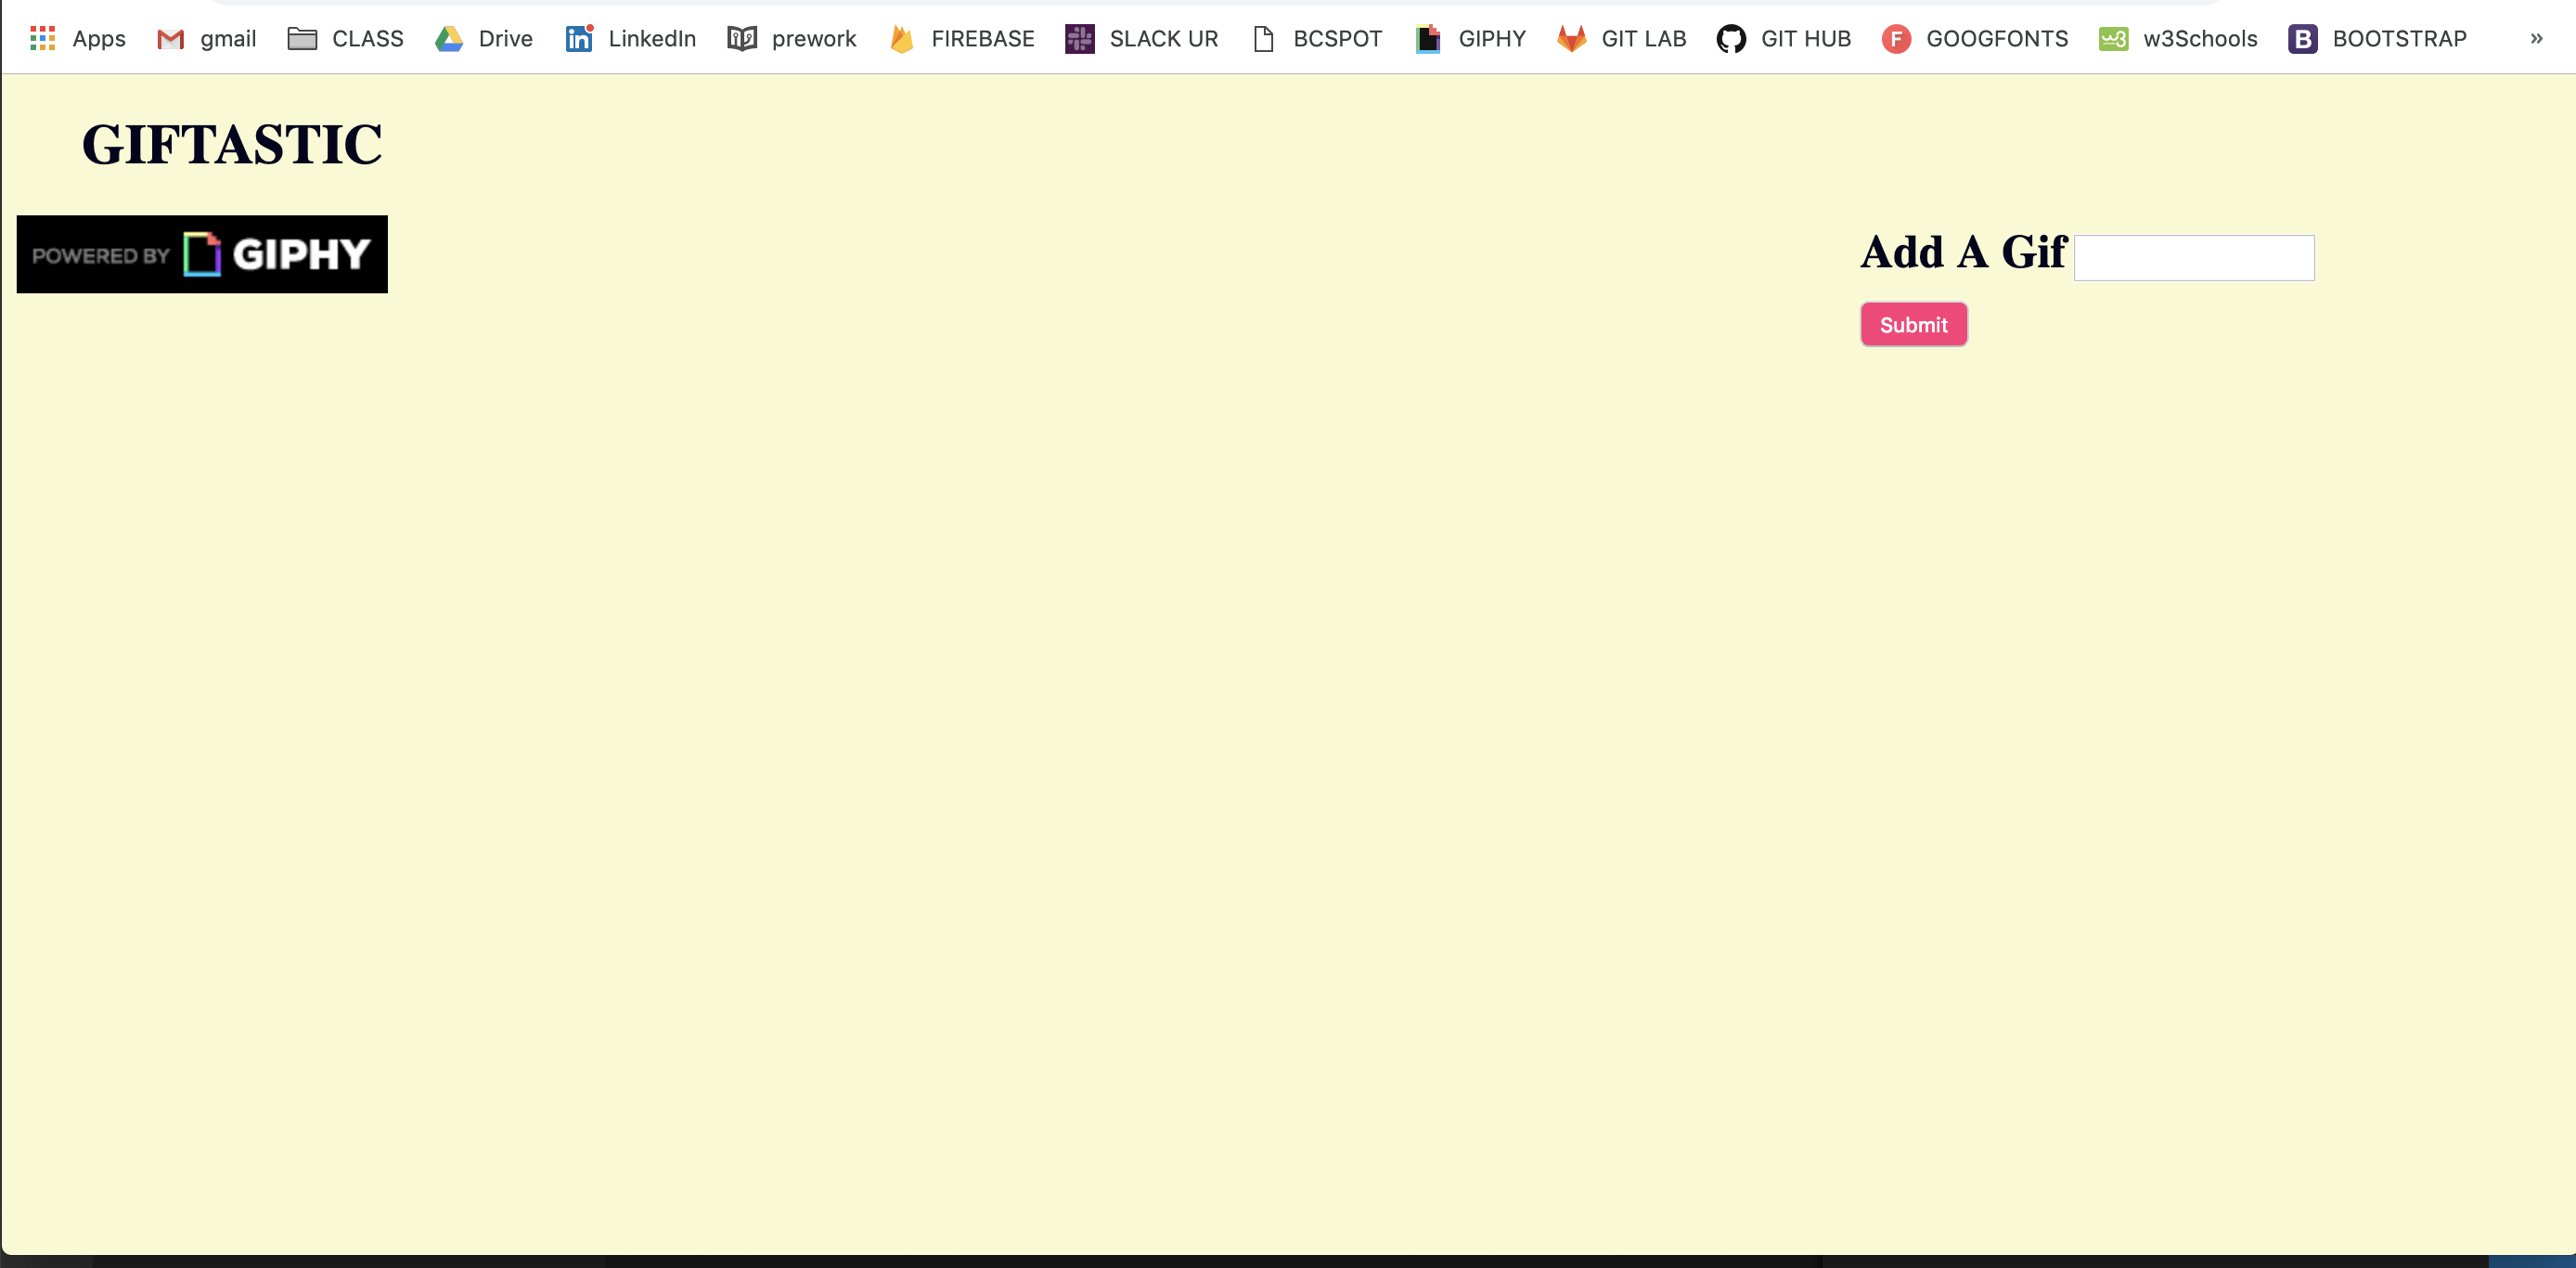 Apps gmail CLASS Drive LinkedIn prework FIREBASE SLACK UR BCSPOT GIPHY GIT LAB GIT HUB GOOGFONTS w3Schools BOOTSTRAP »
GIFTASTIC
POWERED BY GIPHY
Add A Gif
Submit